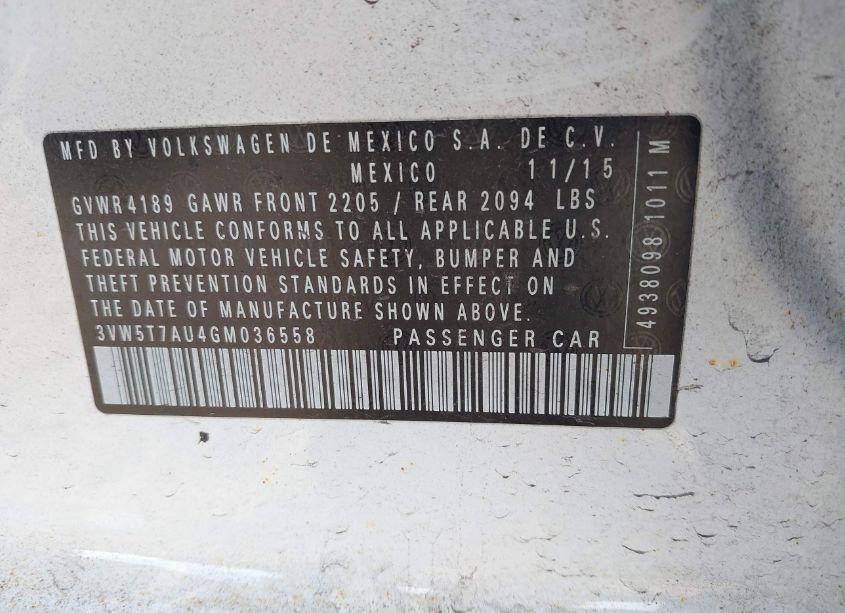 MFD BY VOLKSWAGEN DE MEXICO S.A. DE C.V.
MEXICO 11/15
GVWR 4189 GAWR FRONT 2205 / REAR 2094 LBS
THIS VEHICLE CONFORMS TO ALL APPLICABLE U.S.
FEDERAL MOTOR VEHICLE SAFETY, BUMPER AND
THEFT PREVENTION STANDARDS IN EFFECT ON
THE DATE OF MANUFACTURE SHOWN ABOVE.
3VW5T7AU4GM036558 PASSENGER CAR
4938098 1011 M